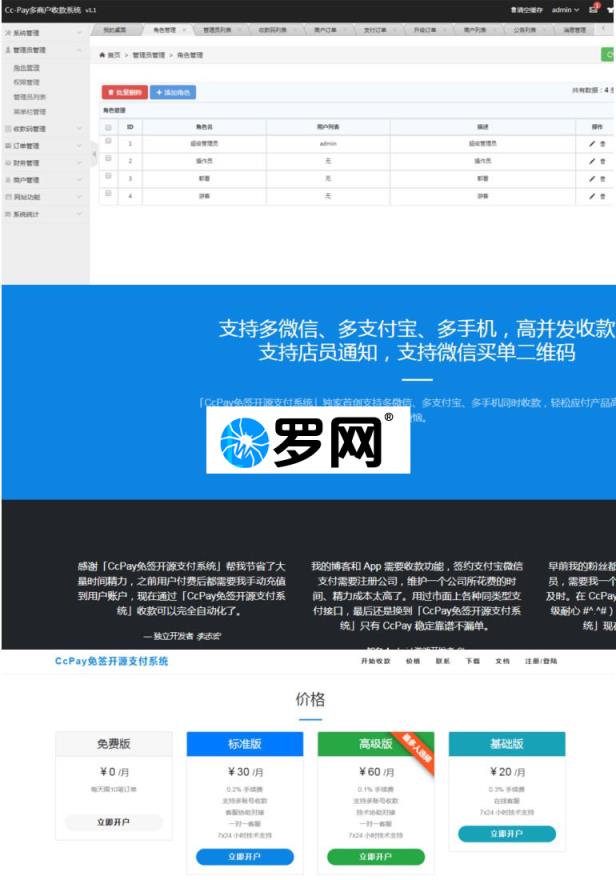 Cc-Pay多商户收款系统 v1.1
清空缓存 admin
系统管理
我的桌面 角色管理 管理员列表 收款码列表 商户订单 支付订单 升级订单 商户列表 公告列表 消息管理
管理员管理
首页 > 管理员管理 > 角色管理
角色管理
权限管理
管理员列表
菜单栏管理
批量删除 添加角色
共有数据：4
角色管理
ID 角色名 用户列表 描述 操作
1 超级管理员 admin 超级管理员
2 操作员 无 操作员
3 无
4 游客 无 游客
收款码管理
订单管理
财务管理
商户管理
网站功能
系统统计
支持多微信、多支付宝、多手机，高并发收款
支持店员通知，支持微信买单二维码
「CcPay免签开源支付系统」独家首创支持多微信、多支付宝、多手机同时收款，轻松应付产品高
恼。
罗网®
感谢「CcPay免签开源支付系统」帮我节省了大
量时间精力，之前用户付费后都需要我手动充值
到用户账户，现在通过「CcPay免签开源支付系
统」收款可以完全自动化了。
— 独立开发者 李志宏
我的博客和 App 需要收款功能，签约支付宝微信
支付需要注册公司，维护一个公司所花费的时
间、精力成本太高了。用过市面上各种同类型支
付接口，最后还是换到「CcPay免签开源支付系
统」只有 CcPay 稳定靠谱不漏单。
早前我的粉丝都
员，需要我一个
及时。在 CcPay
级耐心 #^.^#）
统」现在
CcPay免签开源支付系统
开始收款 价格 联系 下载 文档 注册/登陆
价格
免费版
¥0 /月
每天限10笔订单
立即开户
标准版
¥30 /月
0.2% 手续费
支持多账号收款
客服协助对接
一对一客服
7x24 小时技术支持
立即开户
高级版
最多人选择
¥60 /月
0.1% 手续费
支持多账号收款
技术协助对接
一对一客服
7x24 小时技术支持
立即开户
基础版
¥20 /月
0.3% 手续费
在线客服
7x24 小时技术支持
立即开户